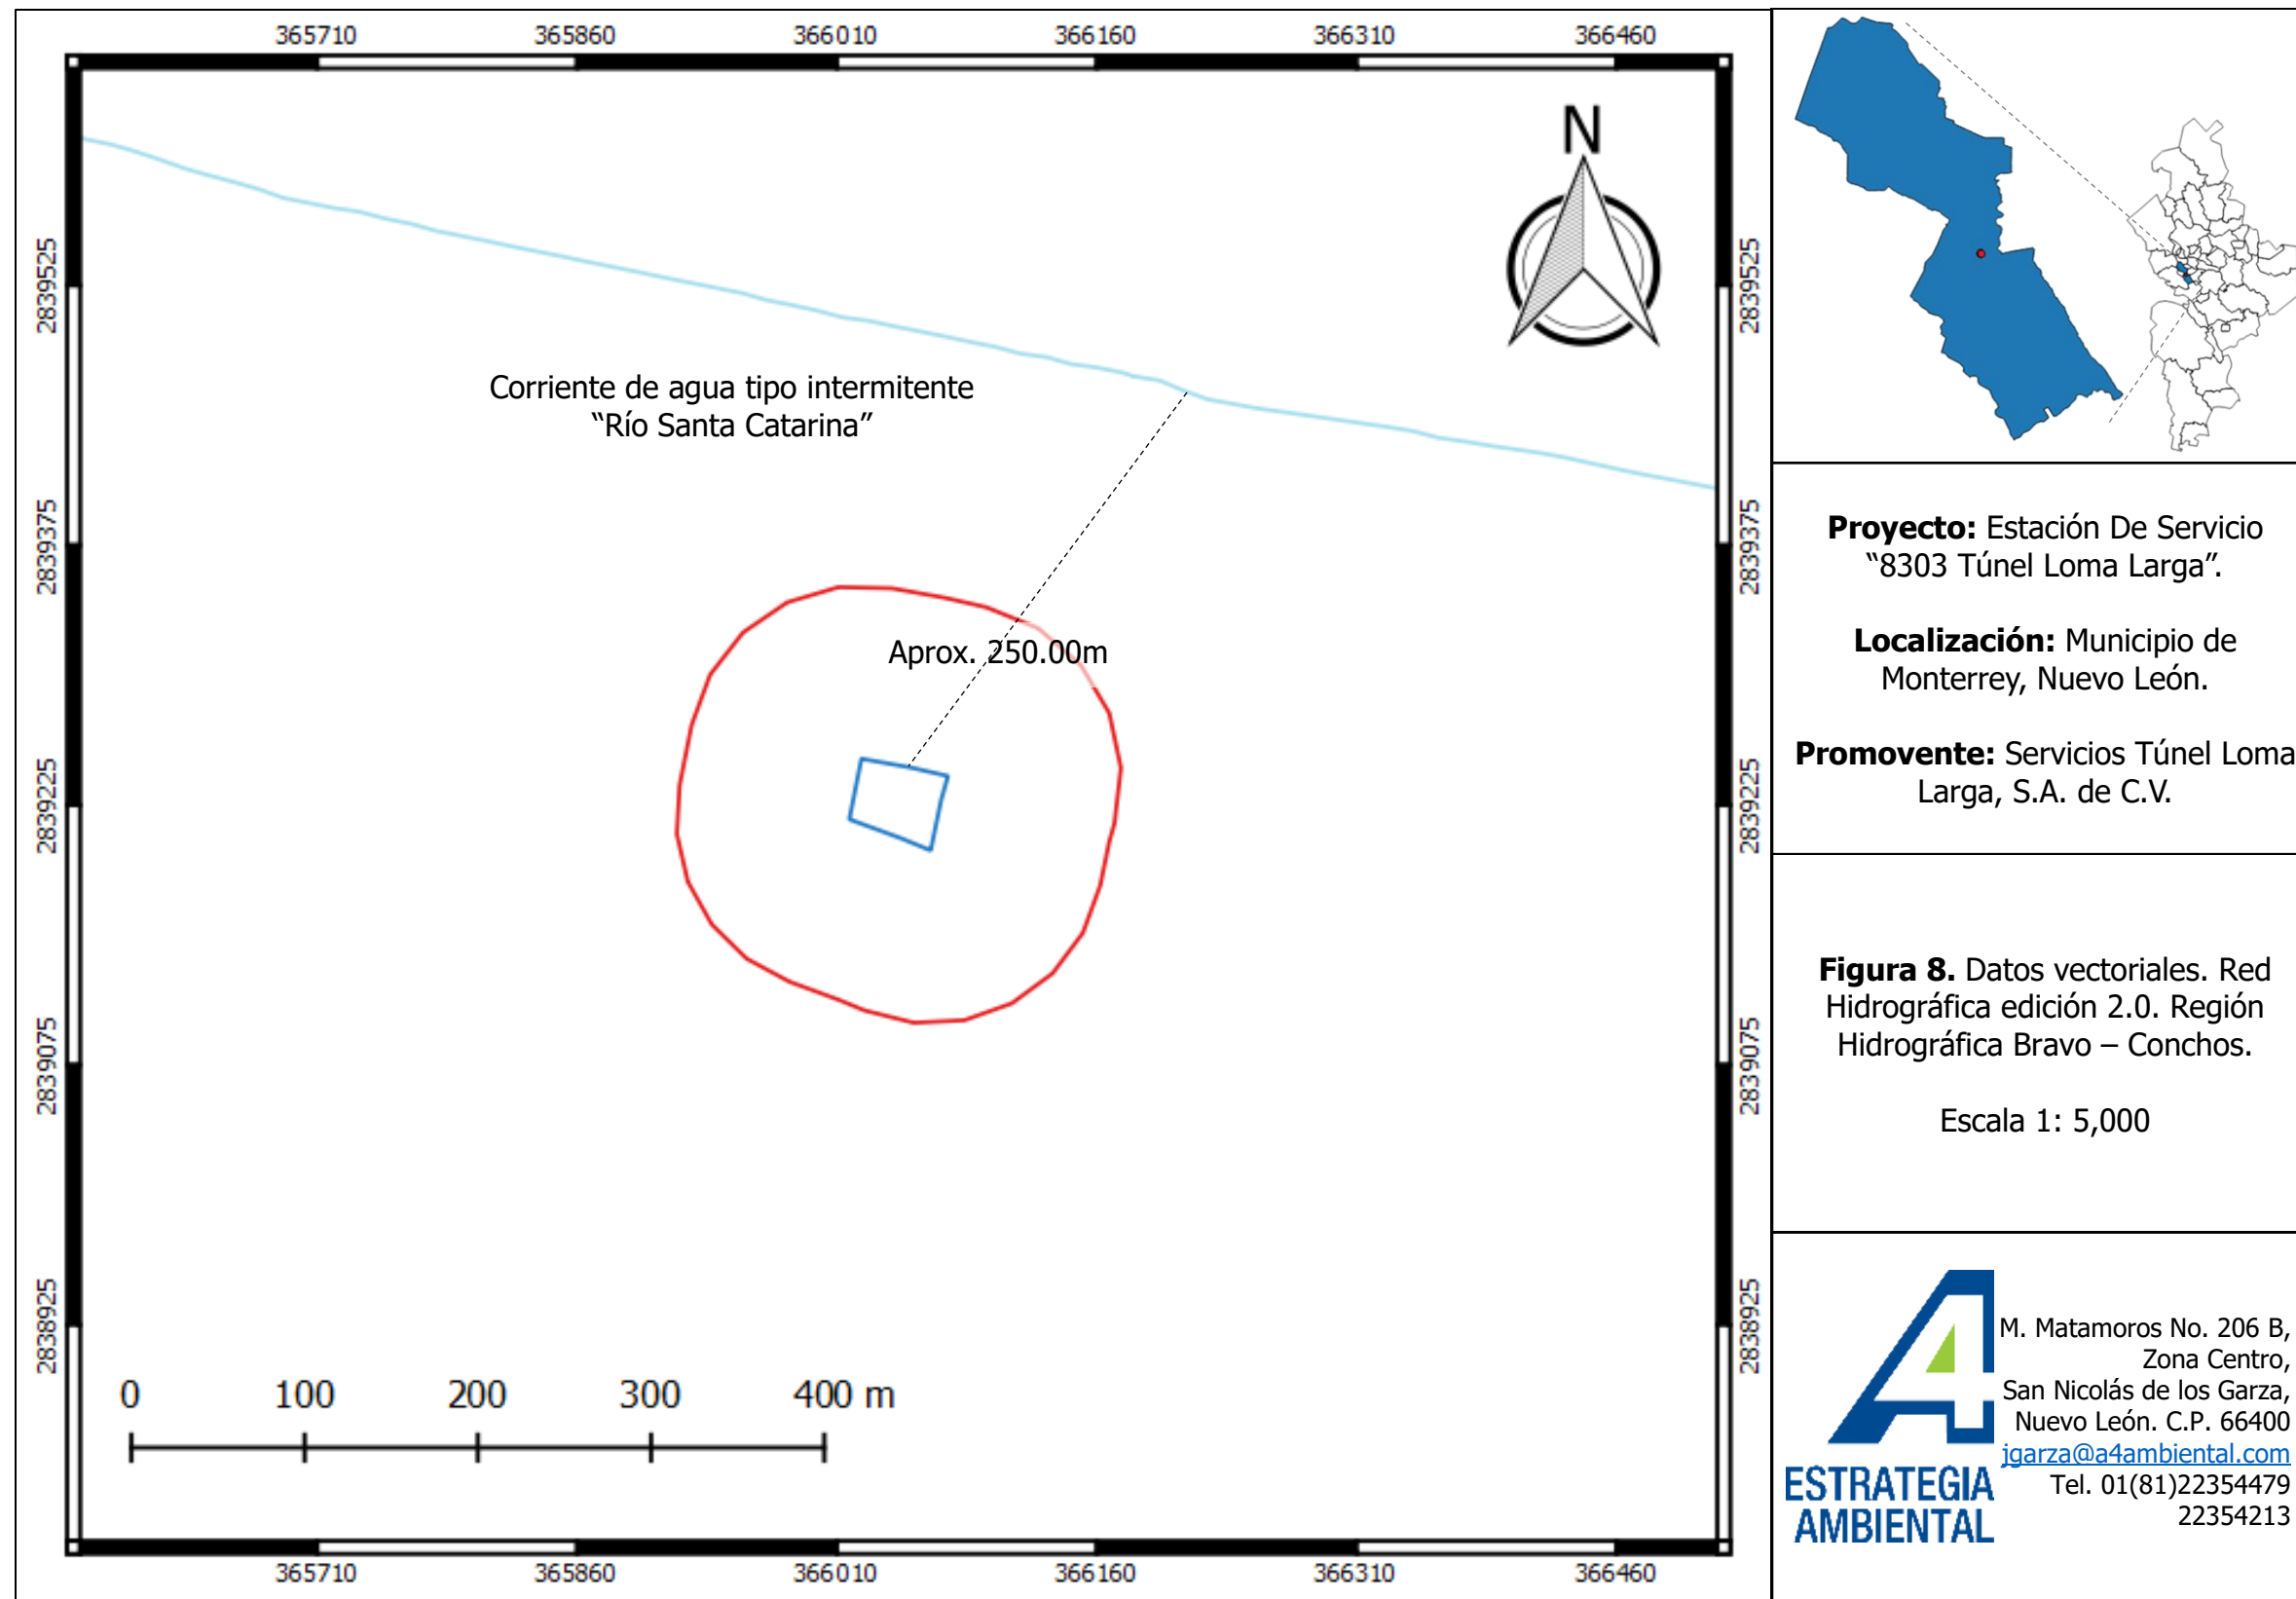 365710 365860 366010 366160 366310 366460
N
2839525 2839525
Corriente de agua tipo intermitente
“Río Santa Catarina”
2839375 2839375
Aprox. 250.00m
2839225 2839225
2839075 2839075
2838925 2838925
0 100 200 300 400 m
365710 365860 366010 366160 366310 366460
Proyecto: Estación De Servicio
“8303 Túnel Loma Larga”.
Localización: Municipio de
Monterrey, Nuevo León.
Promovente: Servicios Túnel Loma
Larga, S.A. de C.V.
Figura 8. Datos vectoriales. Red
Hidrográfica edición 2.0. Región
Hidrográfica Bravo – Conchos.
Escala 1: 5,000
A4
ESTRATEGIA
AMBIENTAL
M. Matamoros No. 206 B,
Zona Centro,
San Nicolás de los Garza,
Nuevo León. C.P. 66400
jgarza@a4ambiental.com
Tel. 01(81)22354479
22354213